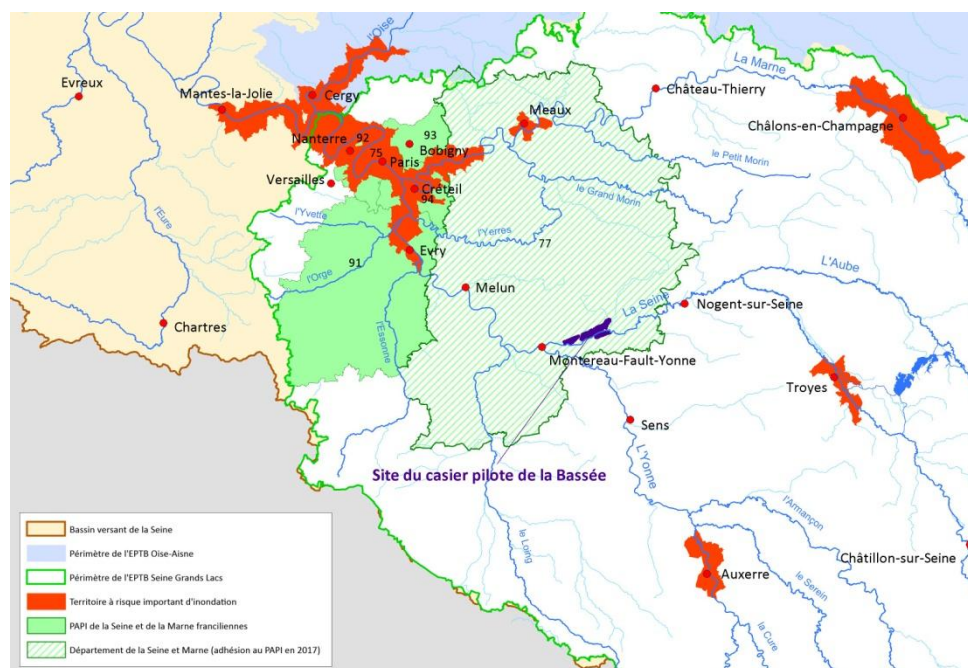 l'Oise
La Marne
Evreux
Mantes-la-Jolie
Cergy
Château-Thierry
Meaux
Châlons-en-Champagne
93
92
Nanterre
Bobigny
75
Paris
le Petit Morin
Versailles
Créteil
94
le Grand Morin
l'Eure
l'Yvette
l'Yerres
77
Evry
91
l'Orge
L'Aube
Melun
La Seine
Nogent-sur-Seine
Chartres
l'Essonne
Montereau-Fault-Yonne
Troyes
Sens
Site du casier pilote de la Bassée
L'Yonne
l'Armançon
le Loing
Châtillon-sur-Seine
Auxerre
le Serein
la Cure
Bassin versant de la Seine
Périmètre de l'EPTB Oise-Aisne
Périmètre de l'EPTB Seine Grands Lacs
Territoire à risque important d'inondation
PAPI de la Seine et de la Marne franciliennes
Département de la Seine et Marne (adhésion au PAPI en 2017)